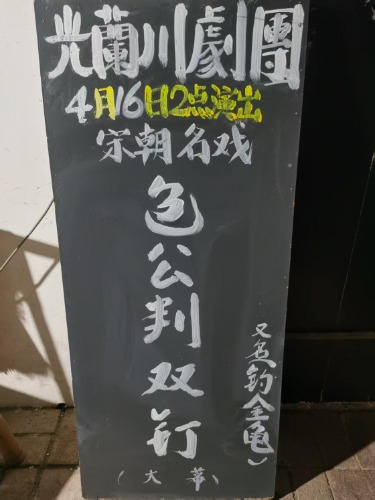 光蘭川劇團
4月16日2点演出
宋朝名戏
包公判双钉
又名钓金龟)
(大幕)